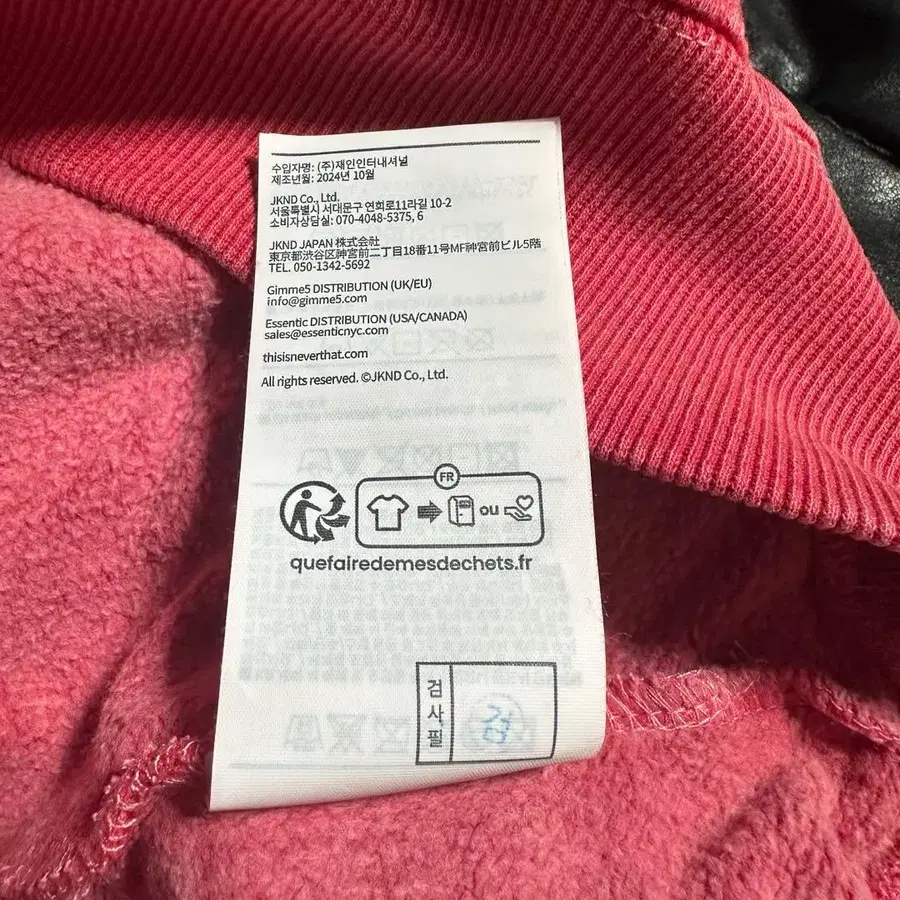 수입자명: (주)재인인터내셔널
제조년월: 2024년 10월
JKND Co., Ltd.
서울특별시 서대문구 연희로11라길 10-2
소비자상담실: 070-4048-5375, 6
JKND JAPAN 株式会社
東京都渋谷区神宮前二丁目18番11号MF神宮前ビル5階
TEL. 050-1342-5692
Gimme5 DISTRIBUTION (UK/EU)
info@gimme5.com
Essentic DISTRIBUTION (USA/CANADA)
sales@essenticnyc.com
thisisneverthat.com
All rights reserved. ©JKND Co., Ltd.
FR
ou
quefairedemesdechets.fr
검사필
검